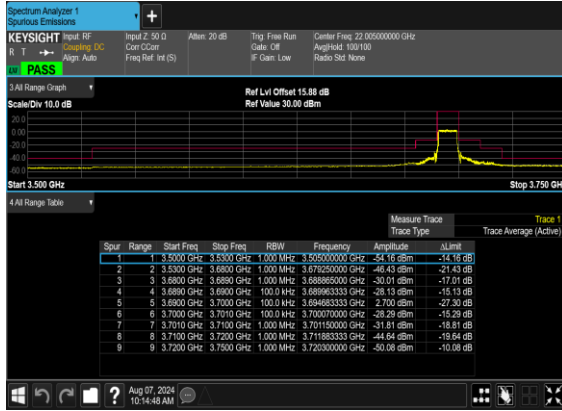 Spectrum Analyzer 1
Spurious Emissions
+
KEYSIGHT Input: RF Input Z: 50 Ω Atten: 20 dB Trig: Free Run Center Freq: 22.005000000 GHz
R T Coupling: DC Corr CCorr Gate: Off Avg|Hold: 100/100
Align: Auto Freq Ref: Int (S) IF Gain: Low Radio Std: None
PASS
3 All Range Graph
Ref Lvl Offset 15.88 dB
Scale/Div 10.0 dB Ref Value 30.00 dBm
20.0
0.00
-20.0
-40.0
-60.0
Start 3.500 GHz Stop 3.750 GH
4 All Range Table
Measure Trace Trace 1
Trace Type Trace Average (Active)
Spur Range Start Freq Stop Freq RBW Frequency Amplitude ΔLimit
1 1 3.5000 GHz 3.5300 GHz 1.000 MHz 3.505000000 GHz -54.16 dBm -14.16 dB
2 2 3.5300 GHz 3.6800 GHz 1.000 MHz 3.679250000 GHz -46.43 dBm -21.43 dB
3 3 3.6800 GHz 3.6890 GHz 1.000 MHz 3.688865000 GHz -30.01 dBm -17.01 dB
4 4 3.6890 GHz 3.6900 GHz 100.0 kHz 3.689963333 GHz -28.13 dBm -15.13 dB
5 5 3.6900 GHz 3.7000 GHz 100.0 kHz 3.694683333 GHz 2.700 dBm -27.30 dB
6 6 3.7000 GHz 3.7010 GHz 100.0 kHz 3.700070000 GHz -28.29 dBm -15.29 dB
7 7 3.7010 GHz 3.7100 GHz 1.000 MHz 3.701150000 GHz -31.81 dBm -18.81 dB
8 8 3.7100 GHz 3.7200 GHz 1.000 MHz 3.711883333 GHz -44.64 dBm -19.64 dB
9 9 3.7200 GHz 3.7500 GHz 1.000 MHz 3.720300000 GHz -50.08 dBm -10.08 dB
? Aug 07, 2024
10:14:48 AM